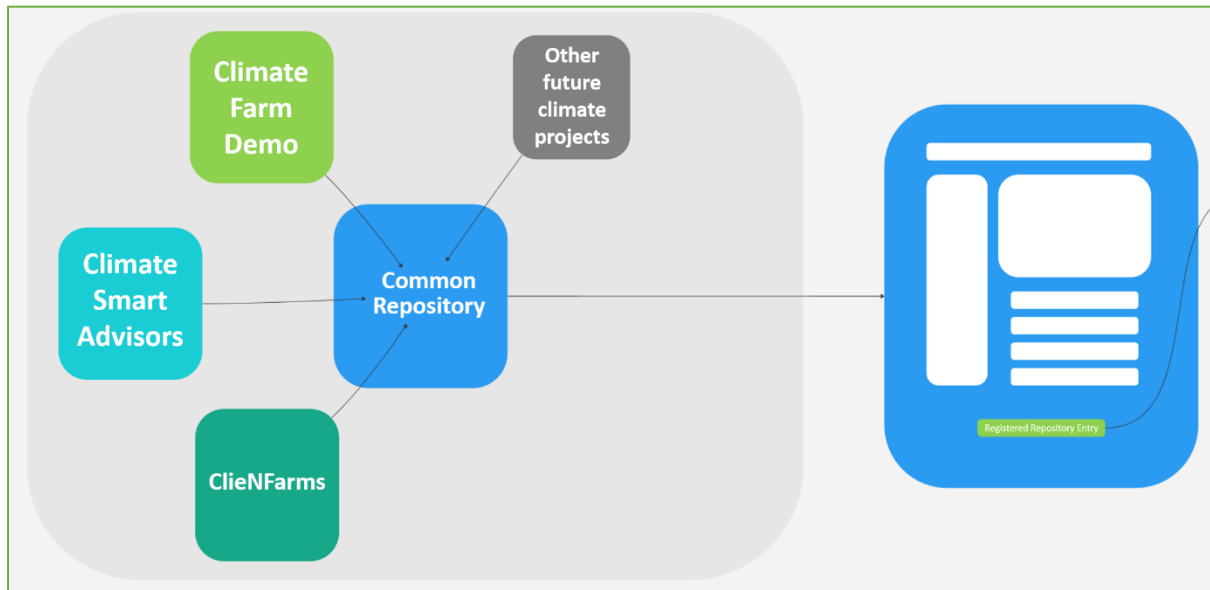 Climate
Farm
Demo
Other
future
climate
projects
Climate
Smart
Advisors
Common
Repository
ClieNFarms
Registered Repository Entry